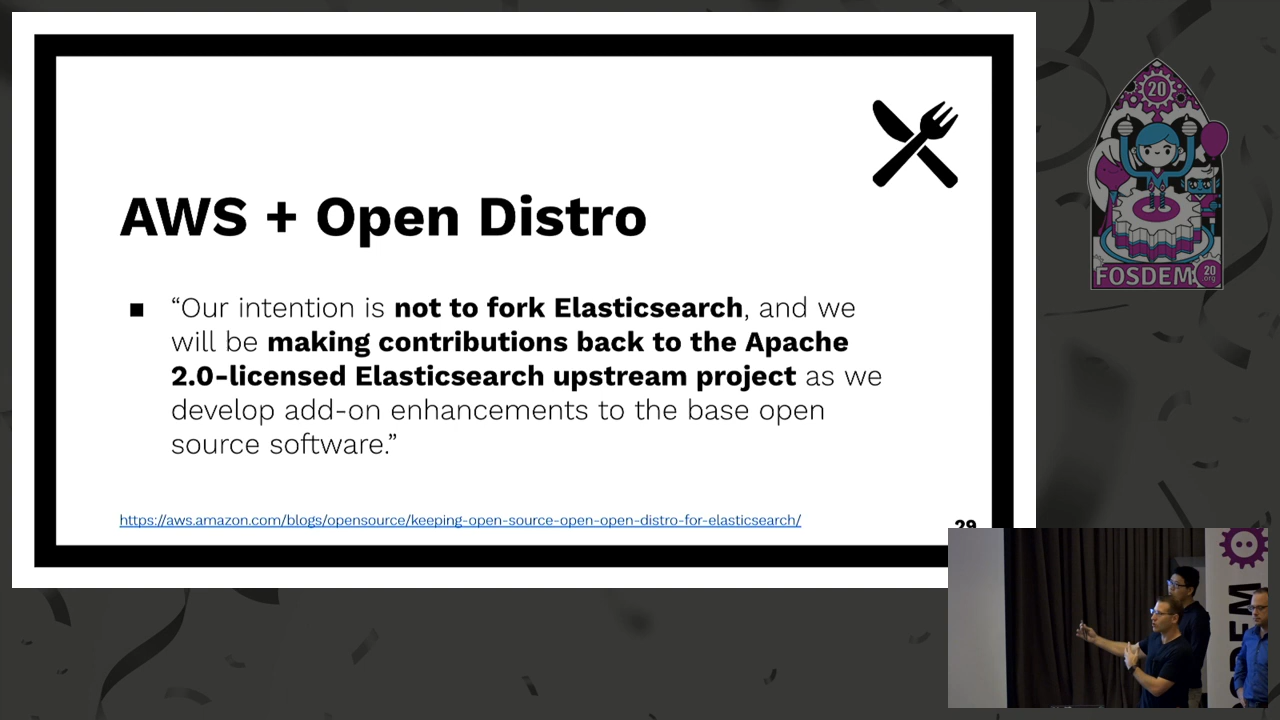 AWS + Open Distro
■ “Our intention is not to fork Elasticsearch, and we
will be making contributions back to the Apache
2.0-licensed Elasticsearch upstream project as we
develop add-on enhancements to the base open
source software.”
https://aws.amazon.com/blogs/opensource/keeping-open-source-open-open-distro-for-elasticsearch/
29
20
FOSDEM
20
.org